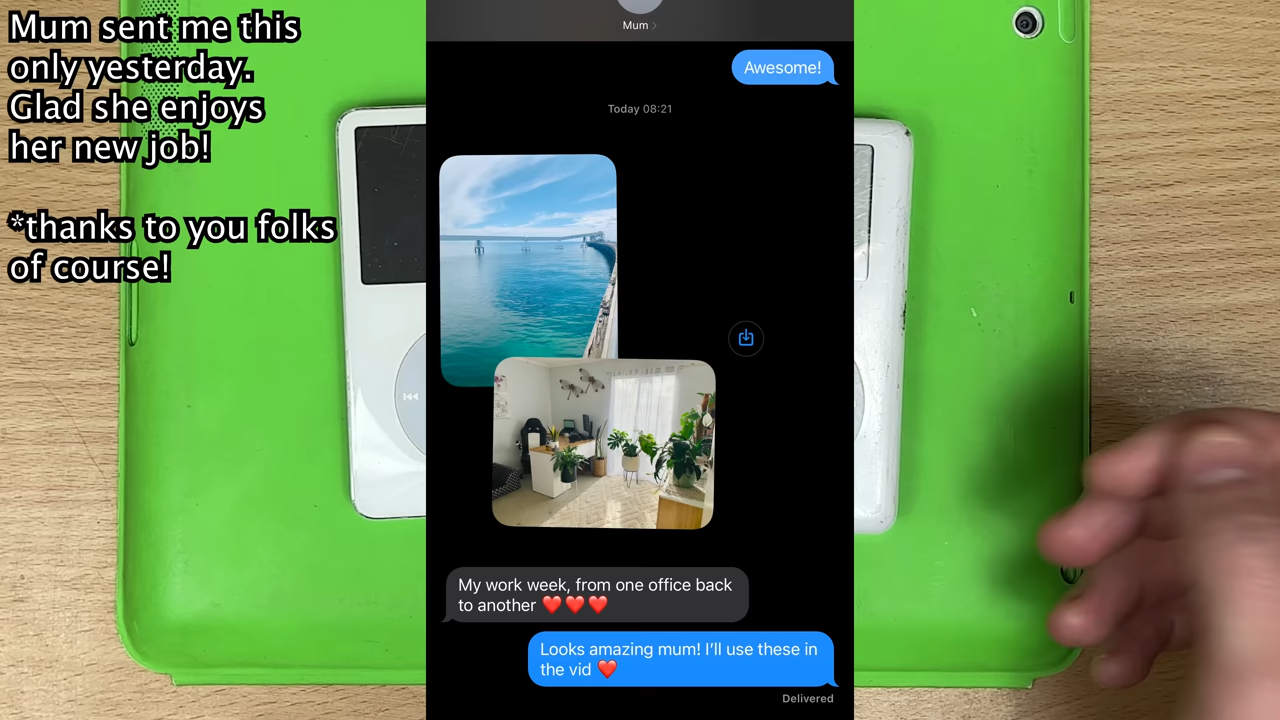 Mum sent me this
only yesterday.
Glad she enjoys
her new job!
*thanks to you folks
of course!
Mum
Awesome!
Today 08:21
My work week, from one office back
to another ❤️❤️❤️
Looks amazing mum! I'll use these in
the vid ❤️
Delivered